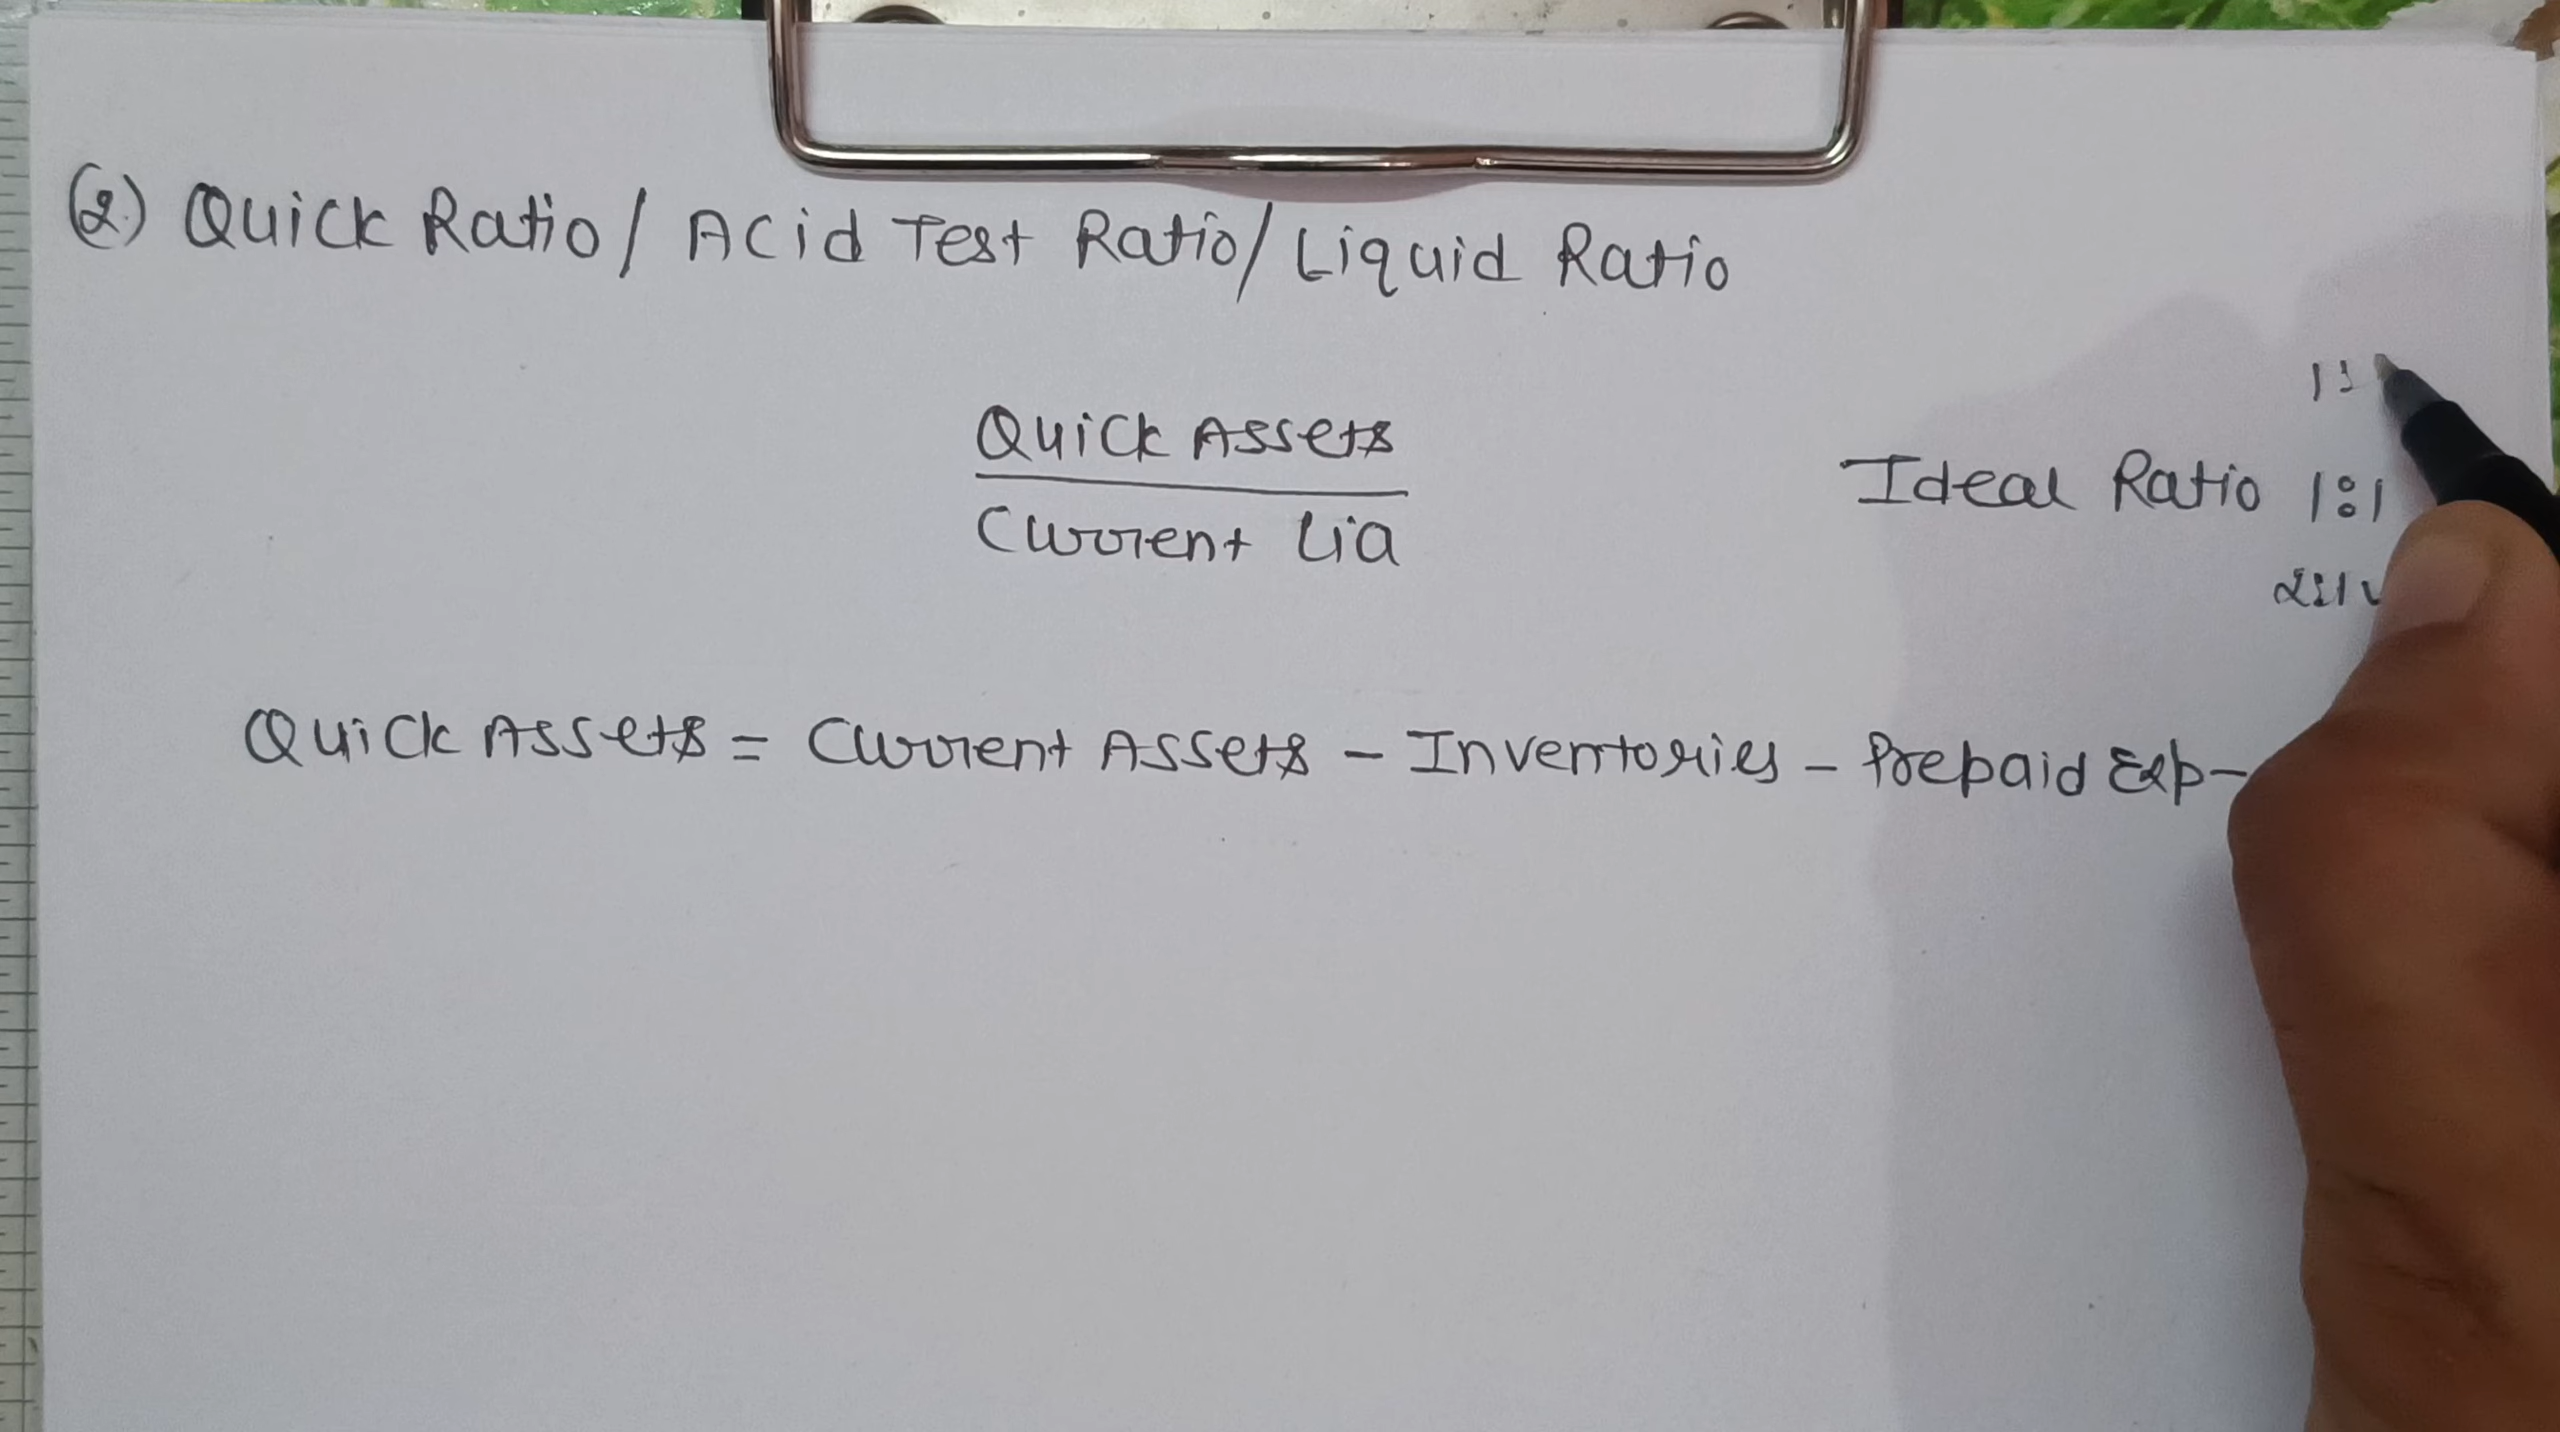 (2.) Quick Ratio / Acid Test Ratio / Liquid Ratio
1:
Quick Assets
Current Lia
Ideal Ratio 1:1
2:1
Quick Assets = Current Assets - Inventories - Prepaid Exp -